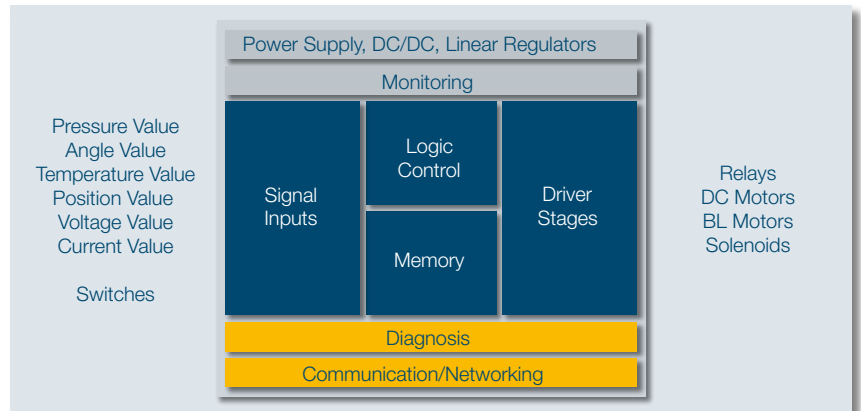 Power Supply, DC/DC, Linear Regulators
Monitoring
Pressure Value
Angle Value
Temperature Value
Position Value
Voltage Value
Current Value
Switches
Signal
Inputs
Logic
Control
Memory
Driver
Stages
Relays
DC Motors
BL Motors
Solenoids
Diagnosis
Communication/Networking